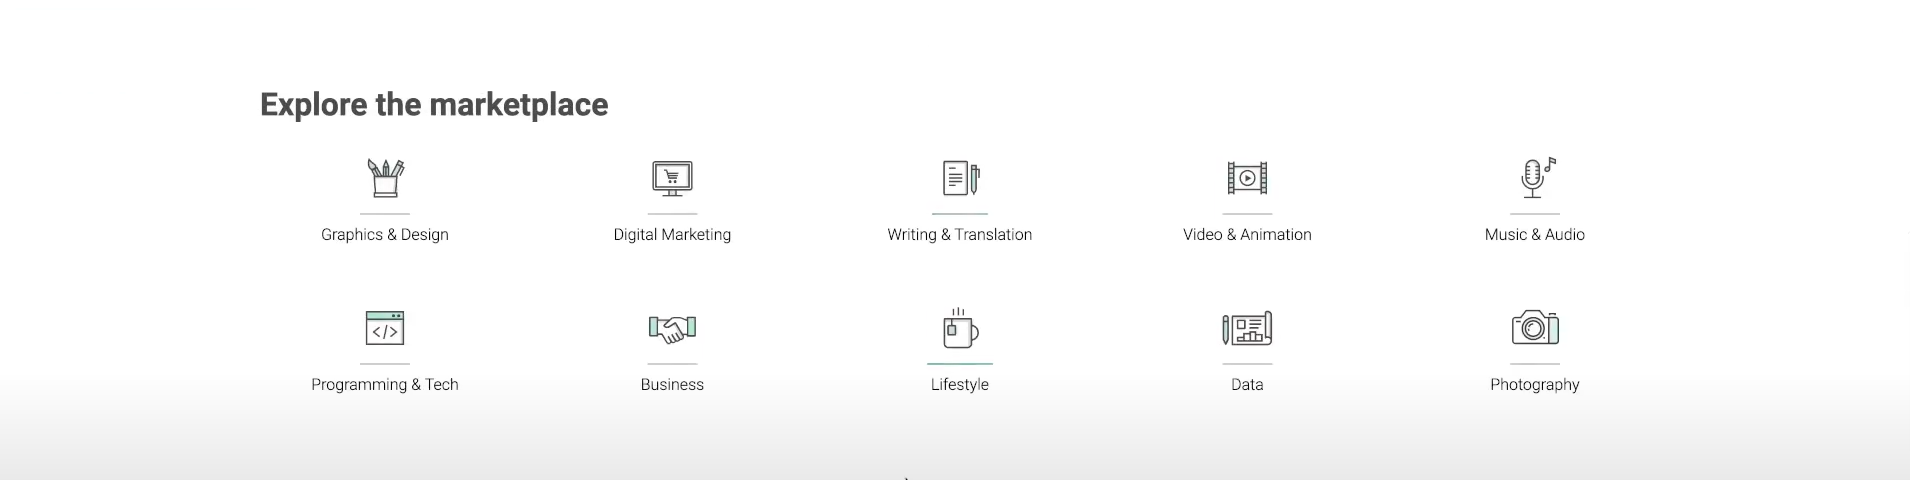 Explore the marketplace
Graphics & Design
Digital Marketing
Writing & Translation
Video & Animation
Music & Audio
</>
Programming & Tech
Business
Lifestyle
Data
Photography